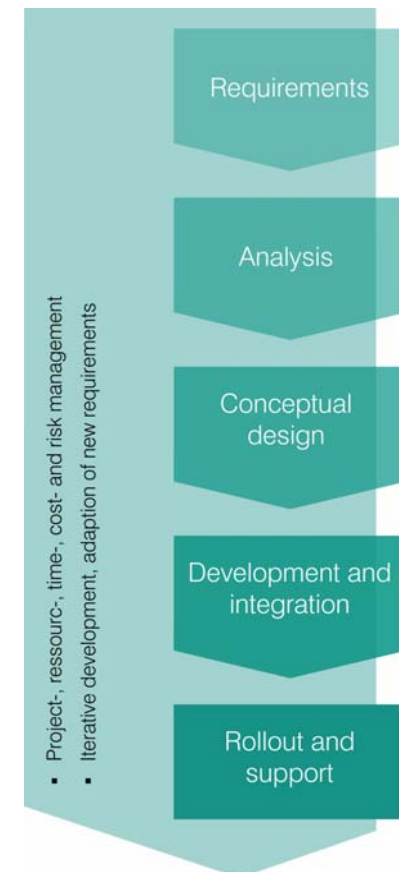 Requirements
Analysis
Conceptual
design
Development and
integration
Rollout and
support
▪ Project-, ressourc-, time-, cost- and risk management
▪ Iterative development, adaption of new requirements